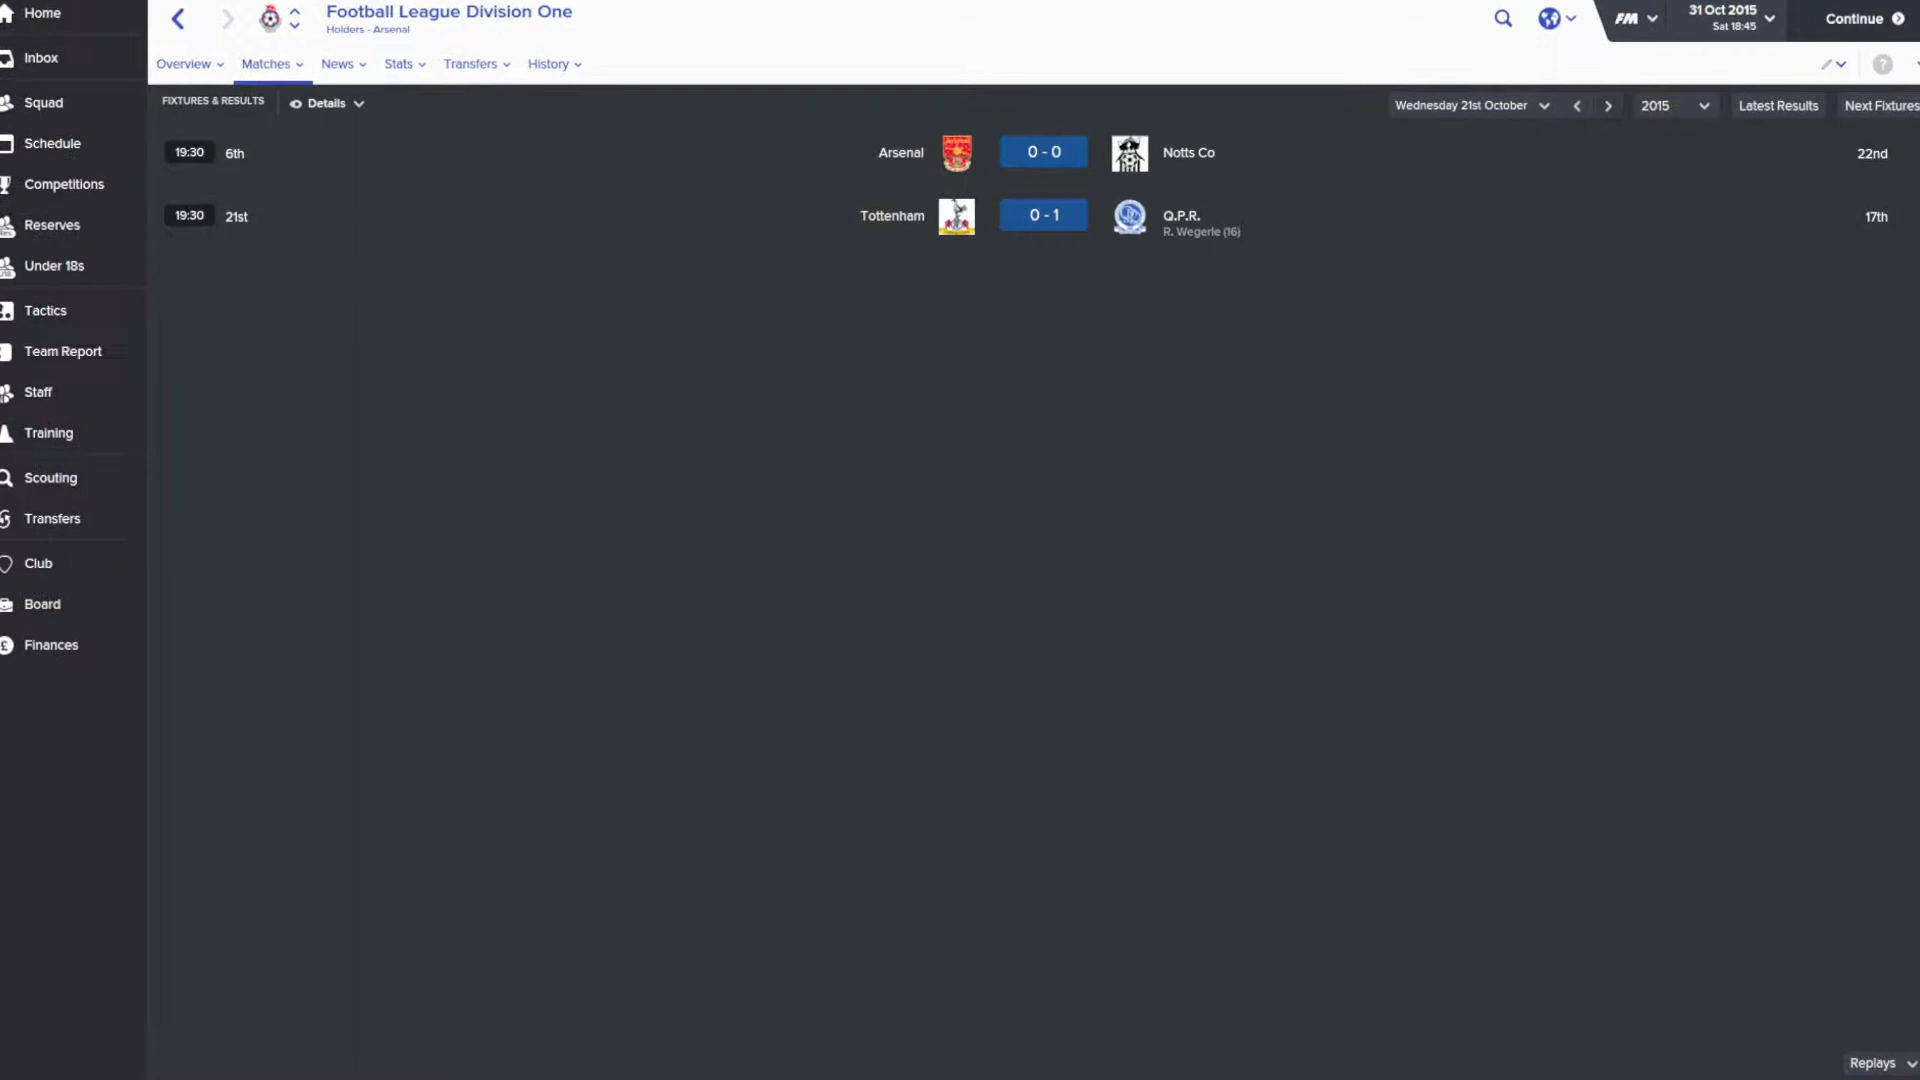 Home
Inbox
Squad
Schedule
Competitions
Reserves
Under 18s
Tactics
Team Report
Staff
Training
Scouting
Transfers
Club
Board
Finances
Football League Division One
Holders - Arsenal
FM
31 Oct 2015
Sat 18:45
Continue
Overview Matches News Stats Transfers History
FIXTURES & RESULTS Details
Wednesday 21st October 2015 Latest Results Next Fixtures
19:30 6th Arsenal 0 - 0 Notts Co 22nd
19:30 21st Tottenham 0 - 1 Q.P.R. 17th
R. Wegerle (16)
Replays